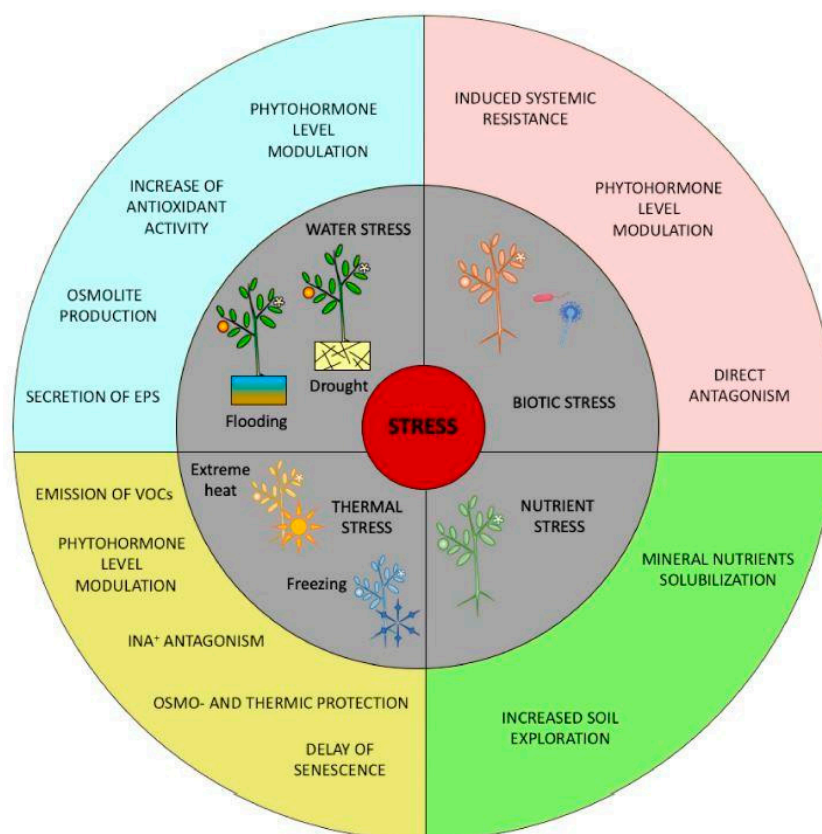 PHYTOHORMONE
LEVEL
MODULATION
INCREASE OF
ANTIOXIDANT
ACTIVITY
OSMOLITE
PRODUCTION
SECRETION OF EPS
INDUCED SYSTEMIC
RESISTANCE
PHYTOHORMONE
LEVEL
MODULATION
DIRECT
ANTAGONISM
WATER STRESS
Flooding
Drought
BIOTIC STRESS
STRESS
Extreme
heat
THERMAL
STRESS
Freezing
NUTRIENT
STRESS
EMISSION OF VOCs
PHYTOHORMONE
LEVEL
MODULATION
INA⁺ ANTAGONISM
OSMO- AND THERMIC PROTECTION
DELAY OF
SENESCENCE
MINERAL NUTRIENTS
SOLUBILIZATION
INCREASED SOIL
EXPLORATION